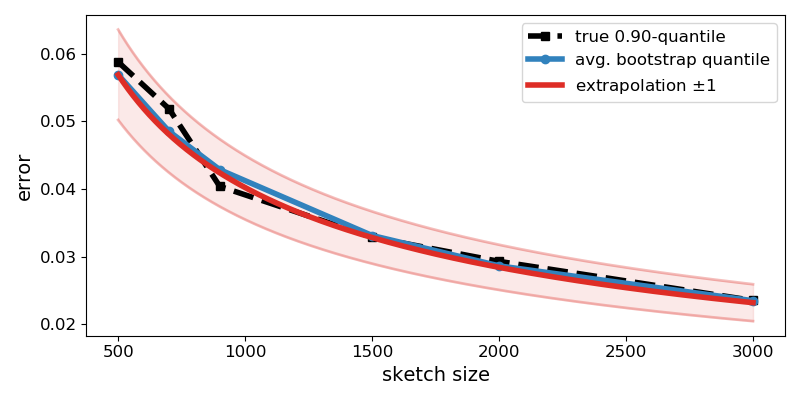 true 0.90-quantile
avg. bootstrap quantile
extrapolation ±1
error
0.06
0.05
0.04
0.03
0.02
500 1000 1500 2000 2500 3000
sketch size